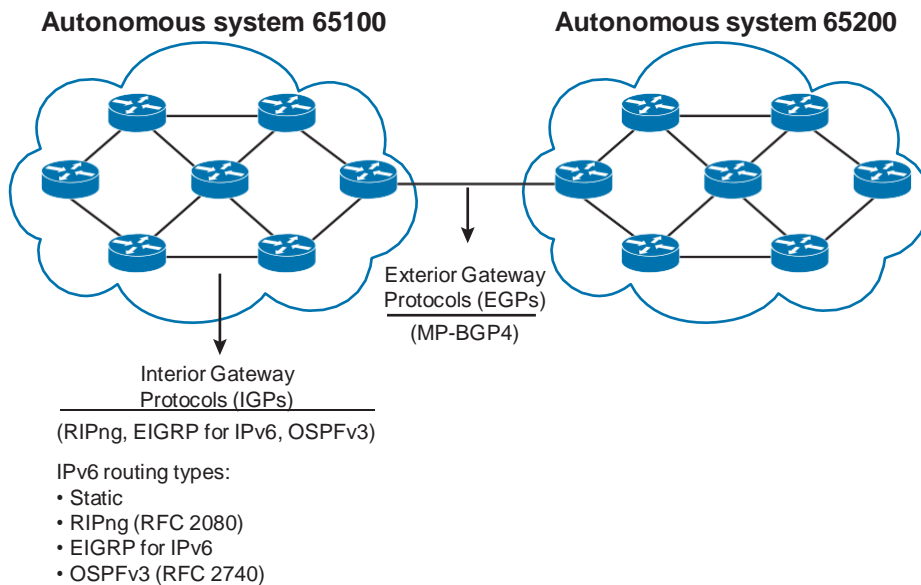 Autonomous system 65100
Autonomous system 65200
Exterior Gateway
Protocols (EGPs)
(MP-BGP4)
Interior Gateway
Protocols (IGPs)
(RIPng, EIGRP for IPv6, OSPFv3)
IPv6 routing types:
• Static
• RIPng (RFC 2080)
• EIGRP for IPv6
• OSPFv3 (RFC 2740)